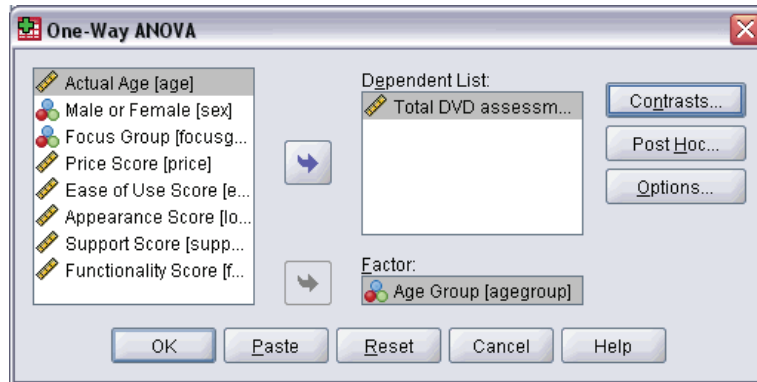 One-Way ANOVA
Actual Age [age]
Male or Female [sex]
Focus Group [focusg...
Price Score [price]
Ease of Use Score [e...
Appearance Score [lo...
Support Score [supp...
Functionality Score [f...
Dependent List:
Total DVD assessm...
Factor:
Age Group [agegroup]
Contrasts...
Post Hoc...
Options...
OK
Paste
Reset
Cancel
Help